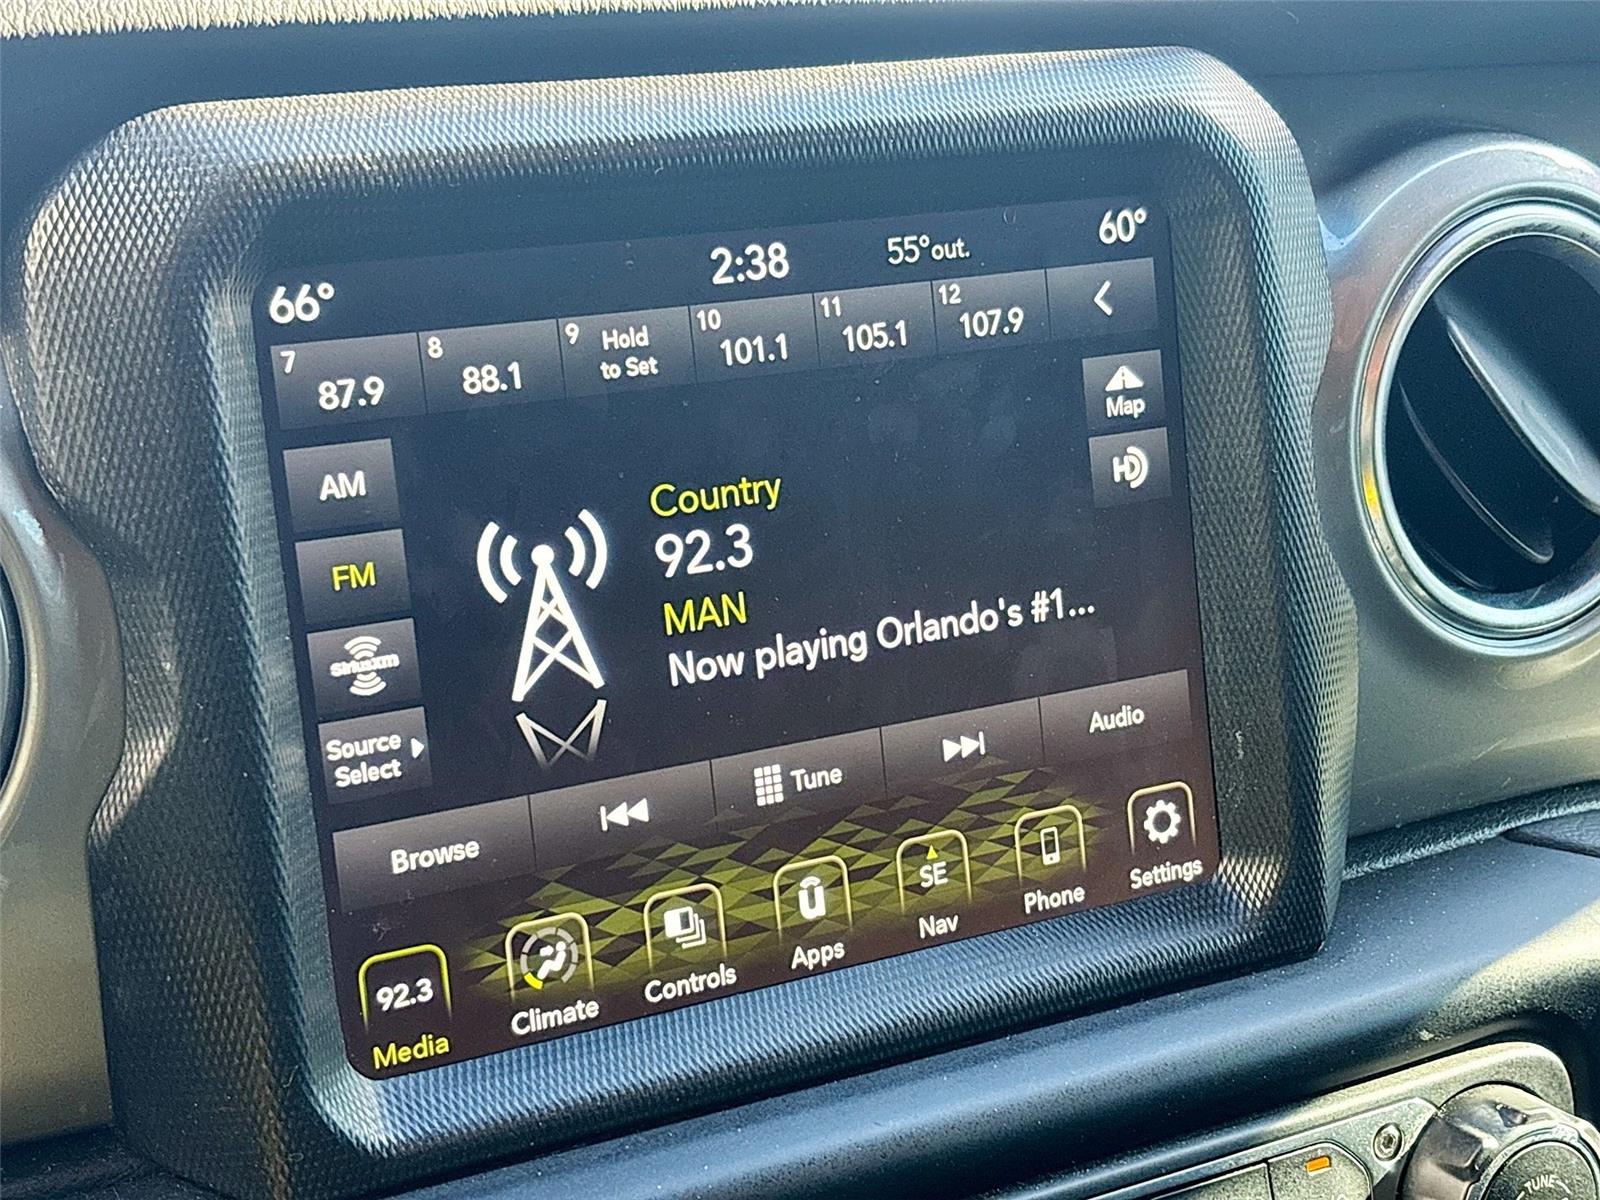 66°
2:38
55° out.
60°
7 87.9
8 88.1
9 Hold to Set
10 101.1
11 105.1
12 107.9
Map
AM
HD
Country
92.3
FM
MAN
Now playing Orlando's #1...
SiriusXM
Source
Select
Browse
Tune
Audio
92.3
Media
Climate
Controls
Apps
SE
Nav
Phone
Settings
TUNE